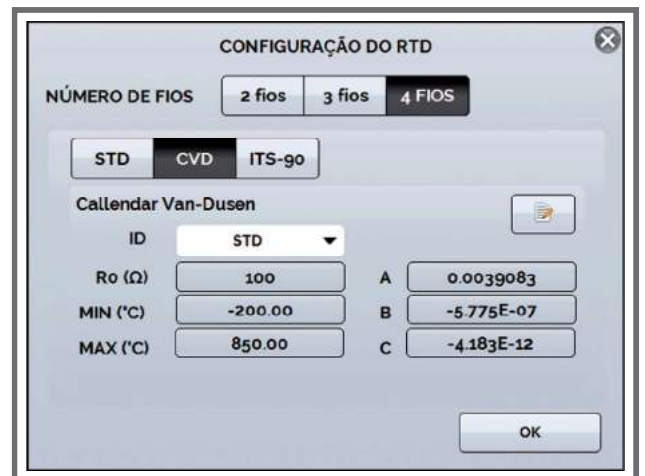 CONFIGURAÇÃO DO RTD
NÚMERO DE FIOS 2 fios 3 fios 4 FIOS
STD CVD ITS-90
Callendar Van-Dusen
ID STD
Ro (Ω) 100 A 0.0039083
MIN (°C) -200.00 B -5.775E-07
MAX (°C) 850.00 C -4.183E-12
OK